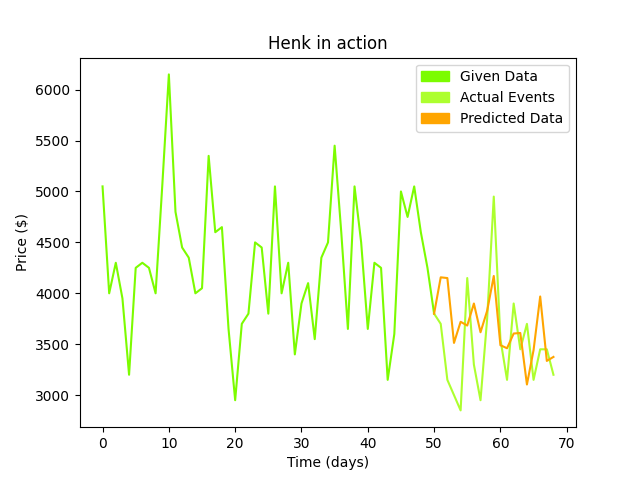 Henk in action
Given Data
Actual Events
Predicted Data
Price ($)
6000
5500
5000
4500
4000
3500
3000
0 10 20 30 40 50 60 70
Time (days)